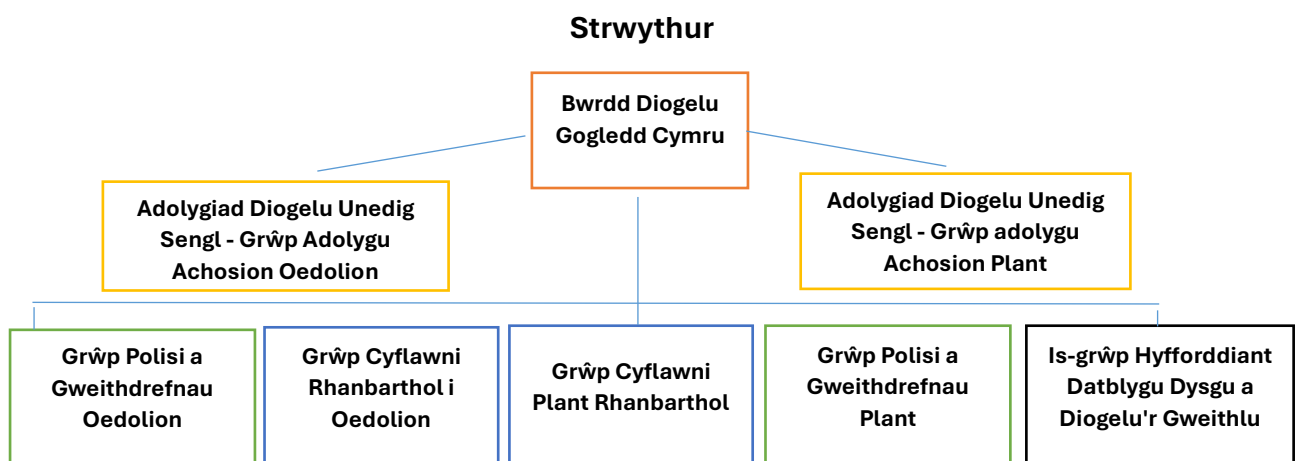 Strwythur
Bwrdd Diogelu
Gogledd Cymru
Adolygiad Diogelu Unedig
Sengl - Grŵp Adolygu
Achosion Oedolion
Adolygiad Diogelu Unedig
Sengl - Grŵp adolygu
Achosion Plant
Grŵp Polisi a
Gweithdrefnau
Oedolion
Grŵp Cyflawni
Rhanbarthol i
Oedolion
Grŵp Cyflawni
Plant Rhanbarthol
Grŵp Polisi a
Gweithdrefnau
Plant
Is-grŵp Hyfforddiant
Datblygu Dysgu a
Diogelu'r Gweithlu